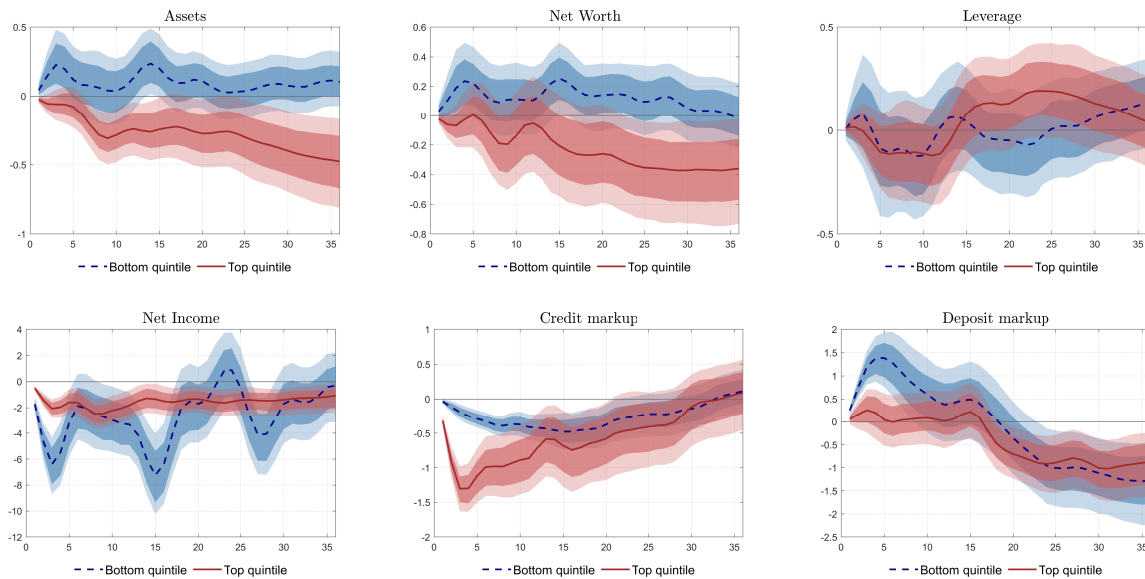 Assets
0.5
0
-0.5
-1
0 5 10 15 20 25 30 35
Bottom quintile Top quintile
Net Worth
0.6
0.4
0.2
0
-0.2
-0.4
-0.6
-0.8
0 5 10 15 20 25 30 35
Bottom quintile Top quintile
Leverage
0.5
0
-0.5
0 5 10 15 20 25 30 35
Bottom quintile Top quintile
Net Income
4
2
0
-2
-4
-6
-8
-10
-12
0 5 10 15 20 25 30 35
Bottom quintile Top quintile
Credit markup
1
0.5
0
-0.5
-1
-1.5
-2
0 5 10 15 20 25 30 35
Bottom quintile Top quintile
Deposit markup
2
1.5
1
0.5
0
-0.5
-1
-1.5
-2
-2.5
0 5 10 15 20 25 30 35
Bottom quintile Top quintile